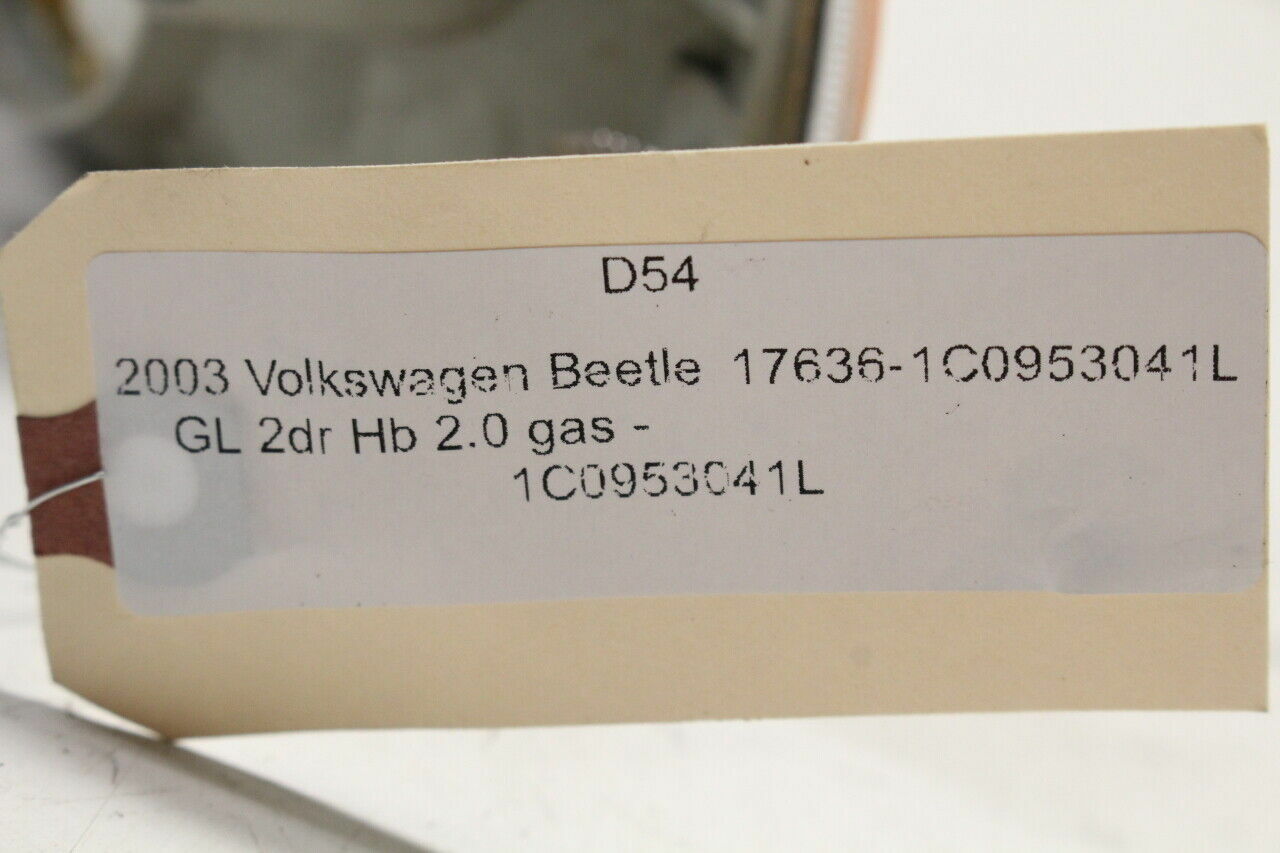 D54
2003 Volkswagen Beetle 17636-1C0953041L
GL 2dr Hb 2.0 gas -
1C0953041L